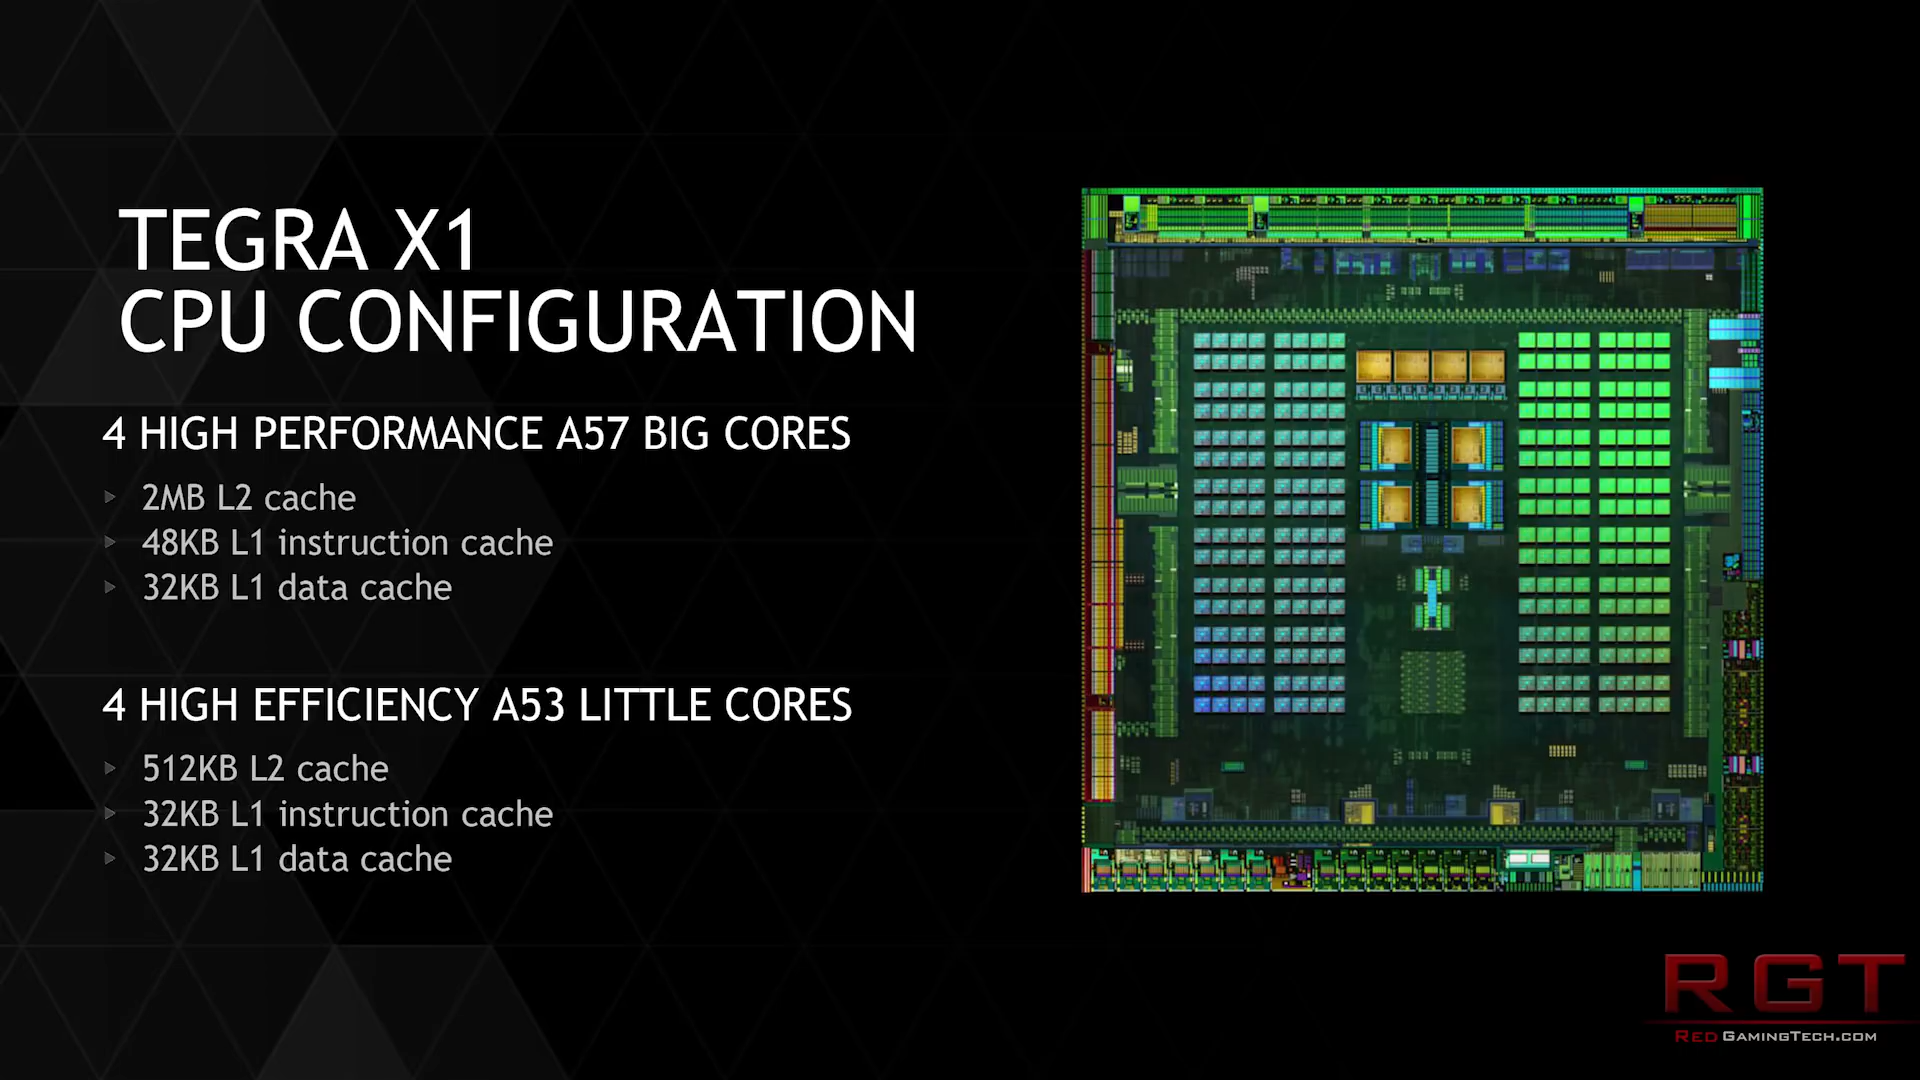 TEGRA X1
CPU CONFIGURATION
4 HIGH PERFORMANCE A57 BIG CORES
2MB L2 cache
48KB L1 instruction cache
32KB L1 data cache
4 HIGH EFFICIENCY A53 LITTLE CORES
512KB L2 cache
32KB L1 instruction cache
32KB L1 data cache
RGT
RedGamingTech.com